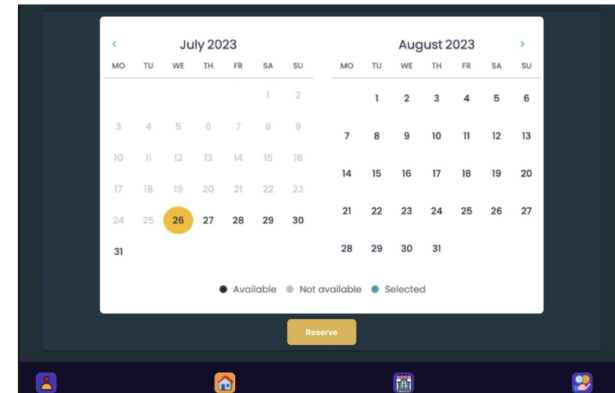 < July 2023
MO TU WE TH FR SA SU
1 2
3 4 5 6 7 8 9
10 11 12 13 14 15 16
17 18 19 20 21 22 23
24 25 26 27 28 29 30
31
August 2023 >
MO TU WE TH FR SA SU
1 2 3 4 5 6
7 8 9 10 11 12 13
14 15 16 17 18 19 20
21 22 23 24 25 26 27
28 29 30 31
Available Not available Selected
Reserve